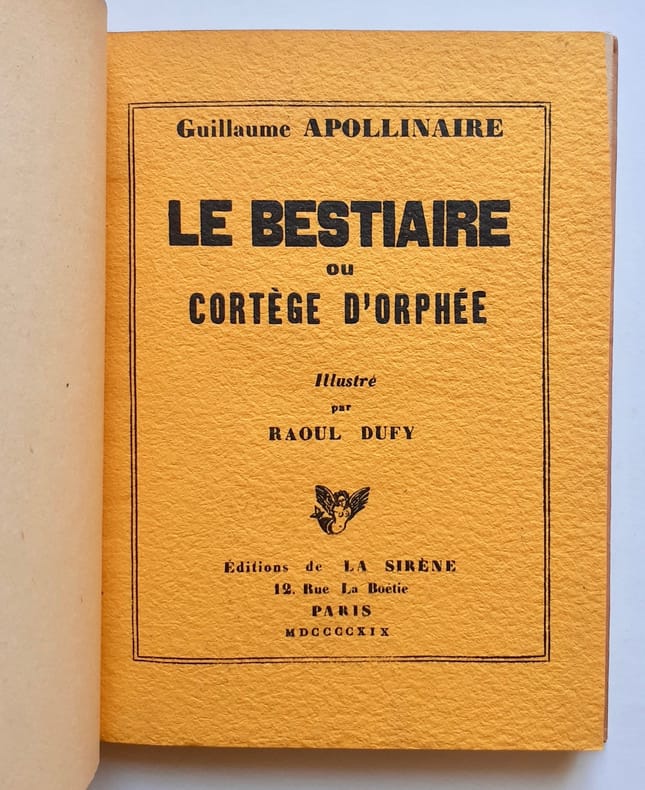 Guillaume APOLLINAIRE
LE BESTIAIRE
OU
CORTÈGE D'ORPHÉE
Illustré
par
RAOUL DUFY
Éditions de LA SIRÈNE
12, Rue La Boëtie
PARIS
MDCCCCXIX